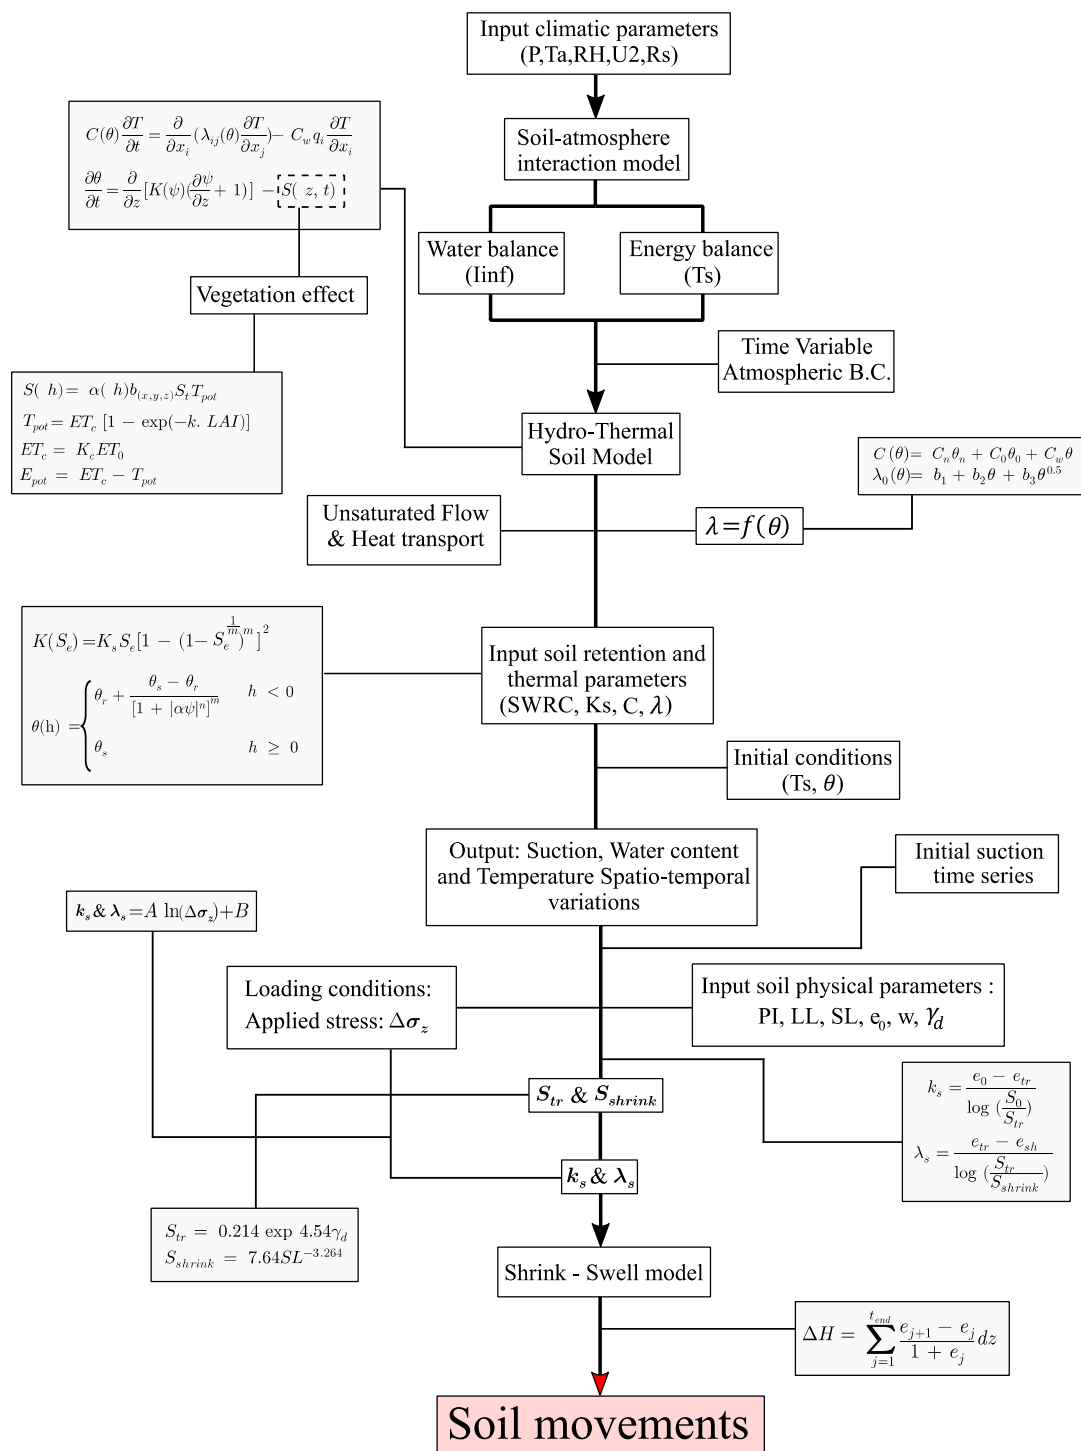 Input climatic parameters
(P,Ta,RH,U2,Rs)
C(θ) ∂T/∂t = ∂/∂x_i (λ_ij(θ) ∂T/∂x_j) − C_w q_i ∂T/∂x_i
∂θ/∂t = ∂/∂z [K(ψ)(∂ψ/∂z + 1)] − S( z, t)
Soil-atmosphere
interaction model
Water balance
(Iinf)
Energy balance
(Ts)
Vegetation effect
Time Variable
Atmospheric B.C.
S( h) = α( h)b_(x,y,z) S_t T_pot
T_pot = ET_c [1 − exp(−k. LAI)]
ET_c = K_c ET_0
E_pot = ET_c − T_pot
Hydro-Thermal
Soil Model
C (θ) = C_n θ_n + C_0 θ_0 + C_w θ
λ_0 (θ) = b_1 + b_2 θ + b_3 θ^0.5
Unsaturated Flow
& Heat transport
λ=f(θ)
K(S_e) = K_s S_e [1 − (1− S_e^(1/m))^m]^2
θ(h) = { θ_r + (θ_s − θ_r) / [1 + |αψ|^n]^m h < 0
θ_s h ≥ 0
Input soil retention and
thermal parameters
(SWRC, Ks, C, λ)
Initial conditions
(Ts, θ)
Output: Suction, Water content
and Temperature Spatio-temporal
variations
Initial suction
time series
k_s & λ_s = A ln(Δσ_z)+B
Loading conditions:
Applied stress: Δσ_z
Input soil physical parameters :
PI, LL, SL, e_0, w, γ_d
S_tr & S_shrink
k_s = (e_0 − e_tr) / log (S_0/S_tr)
λ_s = (e_tr − e_sh) / log (S_tr/S_shrink)
k_s & λ_s
S_tr = 0.214 exp 4.54γ_d
S_shrink = 7.64SL^−3.264
Shrink - Swell model
ΔH = ∑_{j=1}^{t_end} (e_{j+1} − e_j)/(1 + e_j) dz
Soil movements